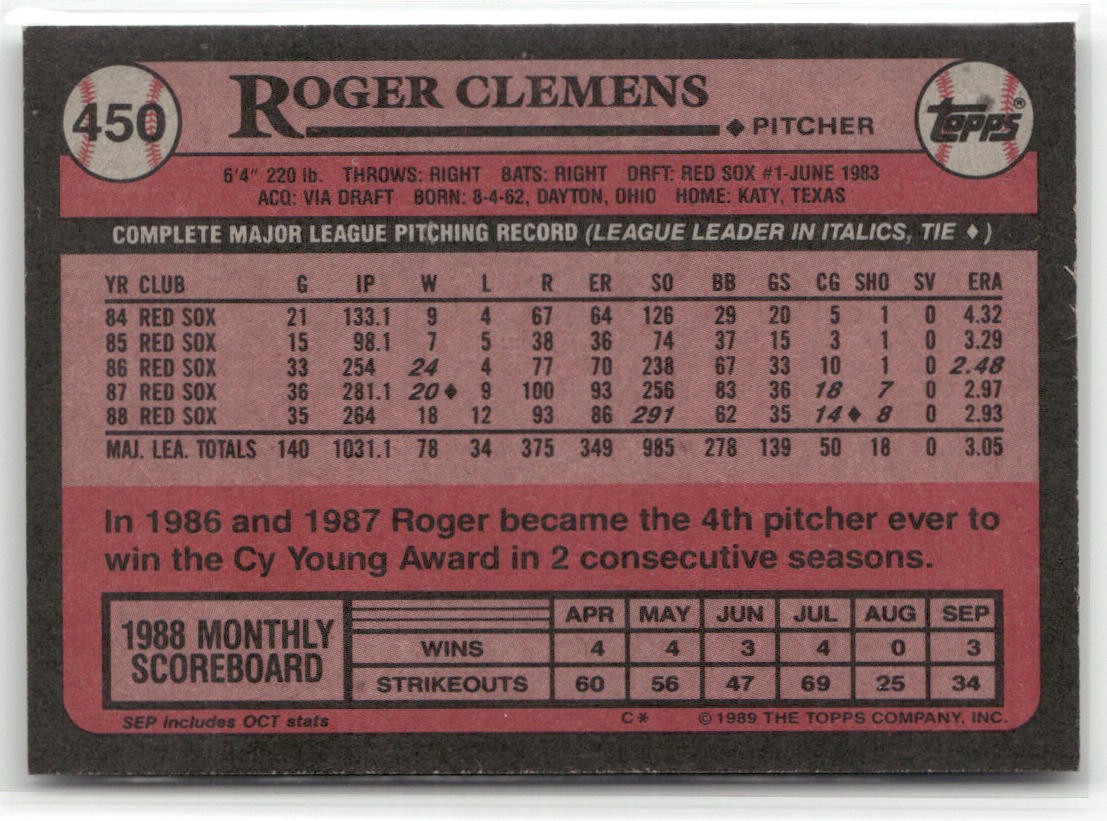 450 ROGER CLEMENS ◆ PITCHER TOPPS®
6'4" 220 lb. THROWS: RIGHT BATS: RIGHT DRFT: RED SOX #1-JUNE 1983
ACQ: VIA DRAFT BORN: 8-4-62, DAYTON, OHIO HOME: KATY, TEXAS
COMPLETE MAJOR LEAGUE PITCHING RECORD (LEAGUE LEADER IN ITALICS, TIE ♦)
YR CLUB G IP W L R ER SO BB GS CG SHO SV ERA
84 RED SOX 21 133.1 9 4 67 64 126 29 20 5 1 0 4.32
85 RED SOX 15 98.1 7 5 38 36 74 37 15 3 1 0 3.29
86 RED SOX 33 254 24 4 77 70 238 67 33 10 1 0 2.48
87 RED SOX 36 281.1 20♦ 9 100 93 256 83 36 18 7 0 2.97
88 RED SOX 35 264 18 12 93 86 291 62 35 14♦ 8 0 2.93
MAJ. LEA. TOTALS 140 1031.1 78 34 375 349 985 278 139 50 18 0 3.05
In 1986 and 1987 Roger became the 4th pitcher ever to
win the Cy Young Award in 2 consecutive seasons.
1988 MONTHLY
SCOREBOARD
APR MAY JUN JUL AUG SEP
WINS 4 4 3 4 0 3
STRIKEOUTS 60 56 47 69 25 34
SEP includes OCT stats C* ©1989 THE TOPPS COMPANY, INC.